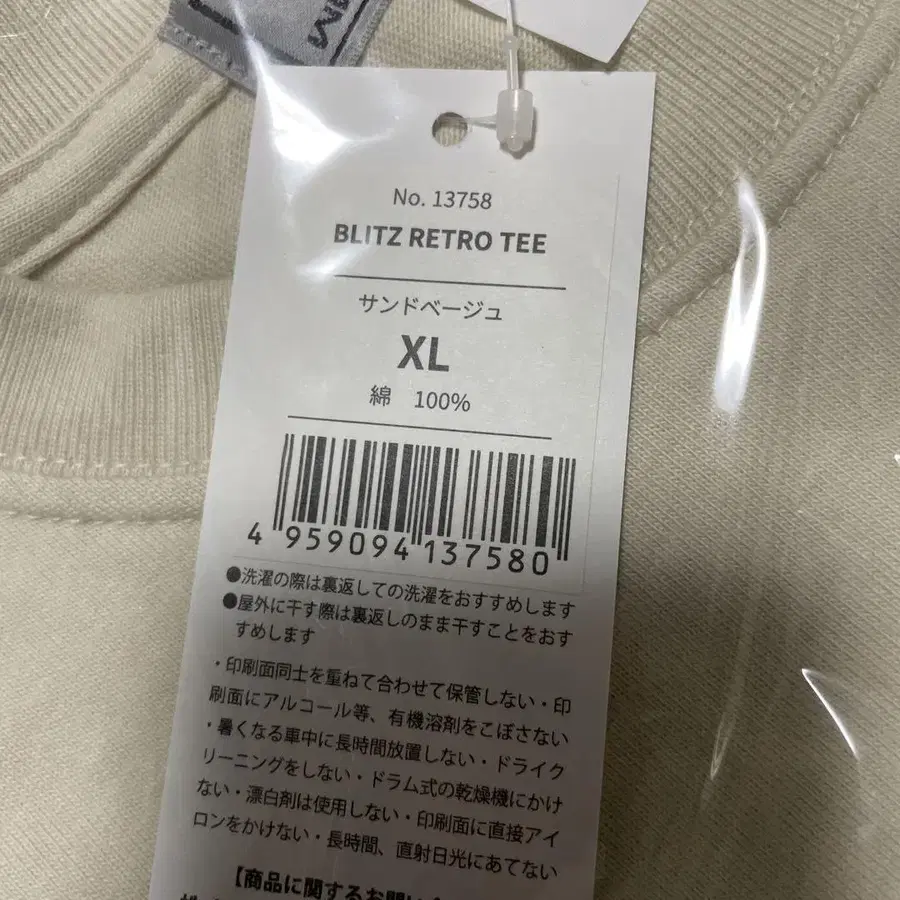 No. 13758
BLITZ RETRO TEE
サンドベージュ
XL
綿 100%
4 959094 137580
●洗濯の際は裏返しての洗濯をおすすめします
●屋外に干す際は裏返しのまま干すことをおす
すめします
・印刷面同士を重ねて合わせて保管しない・印
刷面にアルコール等、有機溶剤をこぼさない
・暑くなる車中に長時間放置しない・ドライク
リーニングをしない・ドラム式の乾燥機にかけ
ない・漂白剤は使用しない・印刷面に直接アイ
ロンをかけない・長時間、直射日光にあてない
【商品に関するお問い